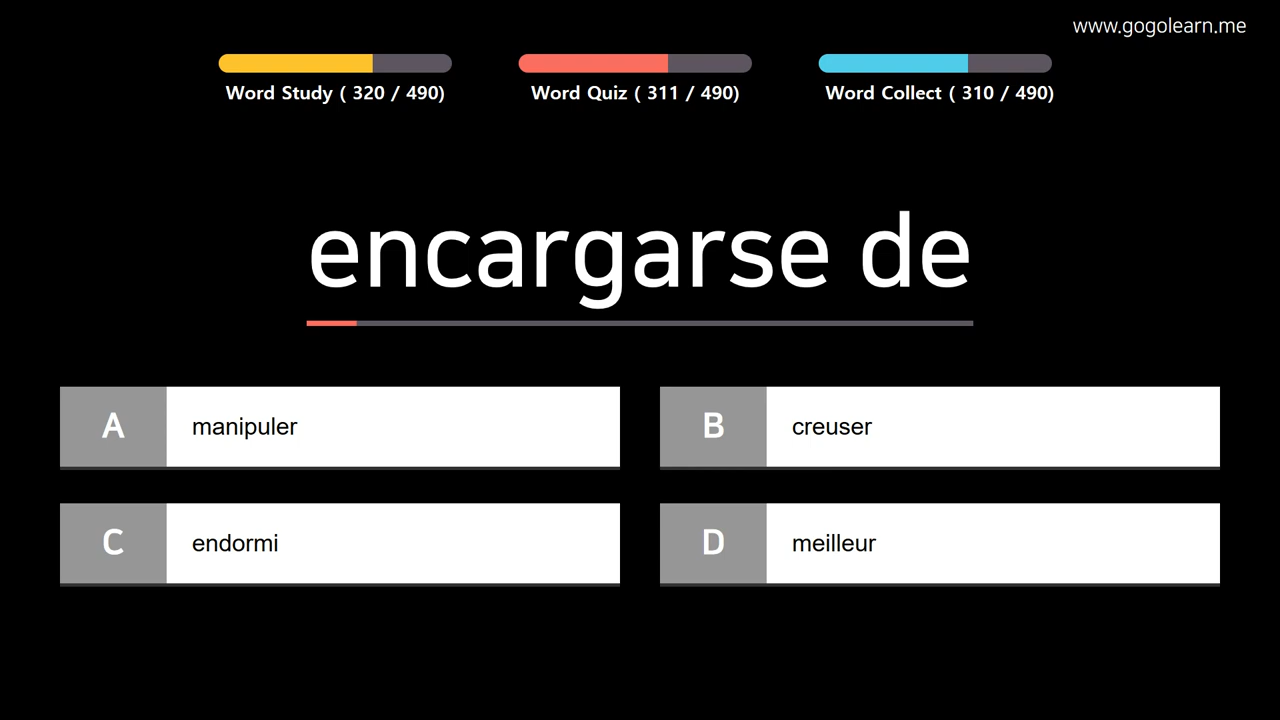 www.gogolearn.me
Word Study ( 320 / 490)
Word Quiz ( 311 / 490)
Word Collect ( 310 / 490)
encargarse de
A manipuler
B creuser
C endormi
D meilleur